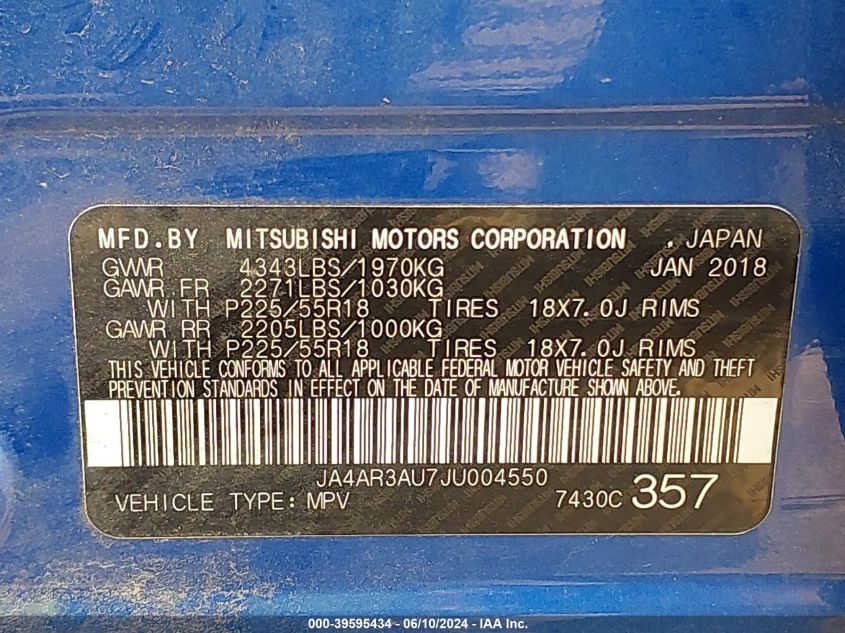 MFD.BY MITSUBISHI MOTORS CORPORATION . JAPAN
GVWR 4343LBS/1970KG JAN 2018
GAWR FR 2271LBS/1030KG
WITH P225/55R18 TIRES 18X7.0J RIMS
GAWR RR 2205LBS/1000KG
WITH P225/55R18 TIRES 18X7.0J RIMS
THIS VEHICLE CONFORMS TO ALL APPLICABLE FEDERAL MOTOR VEHICLE SAFETY AND THEFT
PREVENTION STANDARDS IN EFFECT ON THE DATE OF MANUFACTURE SHOWN ABOVE.
JA4AR3AU7JU004550
VEHICLE TYPE: MPV 7430C 357
000-39595434 - 06/10/2024 - IAA Inc.